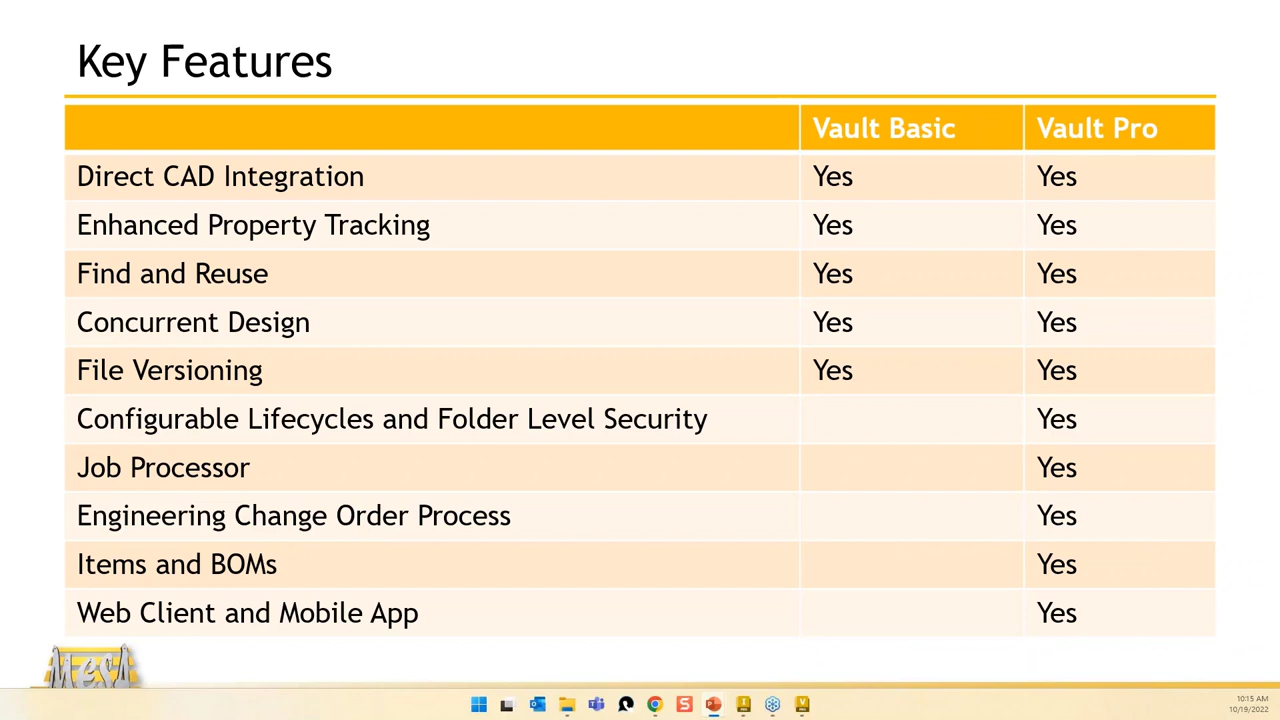 Key Features
Vault Basic Vault Pro
Direct CAD Integration Yes Yes
Enhanced Property Tracking Yes Yes
Find and Reuse Yes Yes
Concurrent Design Yes Yes
File Versioning Yes Yes
Configurable Lifecycles and Folder Level Security Yes
Job Processor Yes
Engineering Change Order Process Yes
Items and BOMs Yes
Web Client and Mobile App Yes
MESA
10:15 AM
10/19/2022